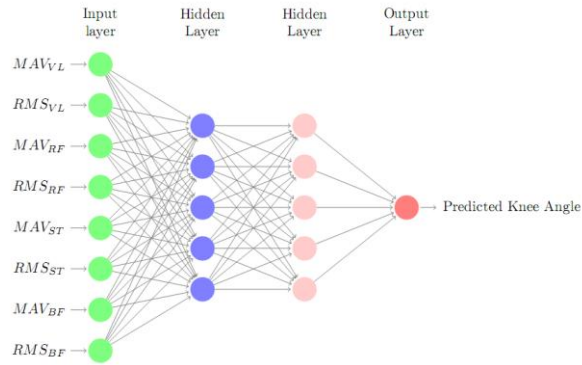 Input layer
Hidden Layer
Hidden Layer
Output Layer
MAV_VL
RMS_VL
MAV_RF
RMS_RF
MAV_ST
RMS_ST
MAV_BF
RMS_BF
Predicted Knee Angle